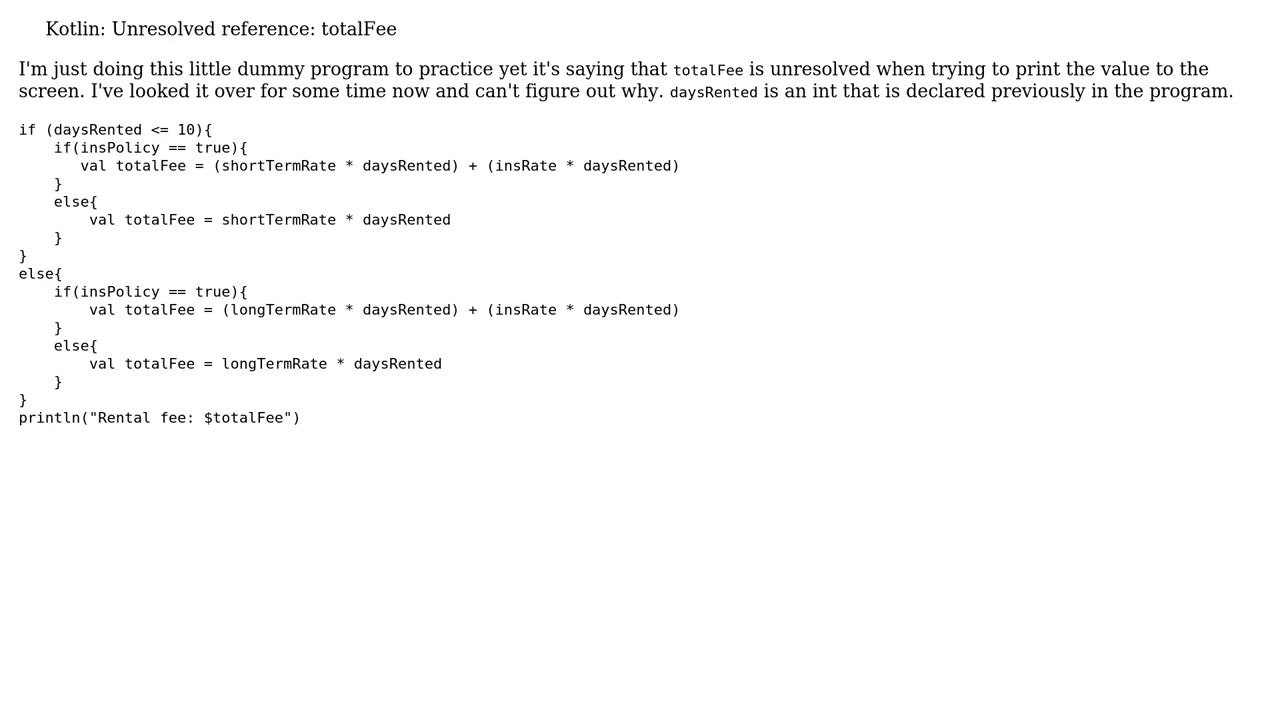 Kotlin: Unresolved reference: totalFee
I'm just doing this little dummy program to practice yet it's saying that totalFee is unresolved when trying to print the value to the
screen. I've looked it over for some time now and can't figure out why. daysRented is an int that is declared previously in the program.
if (daysRented <= 10){
    if(insPolicy == true){
       val totalFee = (shortTermRate * daysRented) + (insRate * daysRented)
    }
    else{
        val totalFee = shortTermRate * daysRented
    }
}
else{
    if(insPolicy == true){
        val totalFee = (longTermRate * daysRented) + (insRate * daysRented)
    }
    else{
        val totalFee = longTermRate * daysRented
    }
}
println("Rental fee: $totalFee")